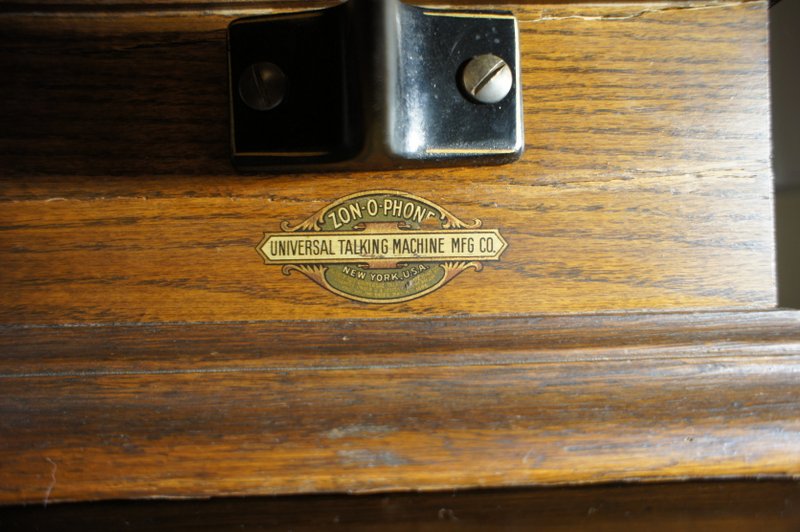 ZON-O-PHONE
UNIVERSAL TALKING MACHINE MFG CO.
NEW YORK, U.S.A.